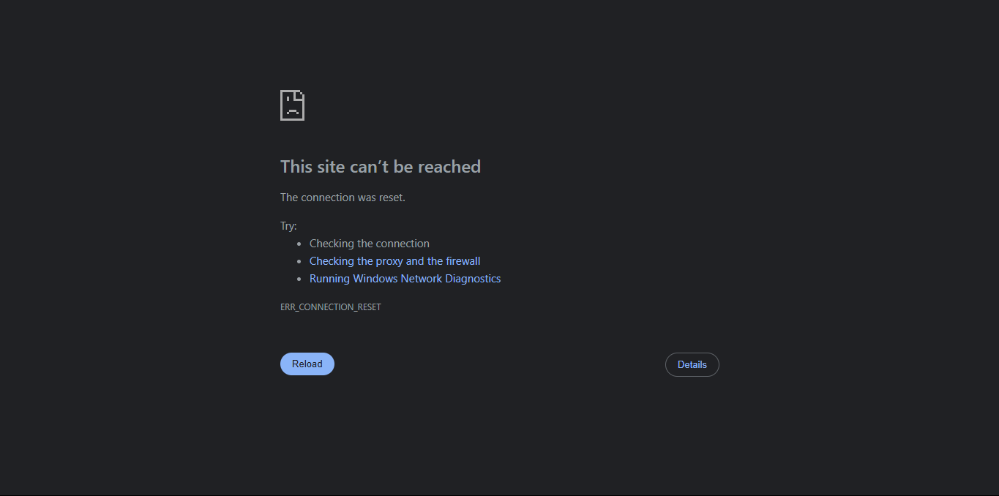 This site can’t be reached
The connection was reset.
Try:
Checking the connection
Checking the proxy and the firewall
Running Windows Network Diagnostics
ERR_CONNECTION_RESET
Reload
Details